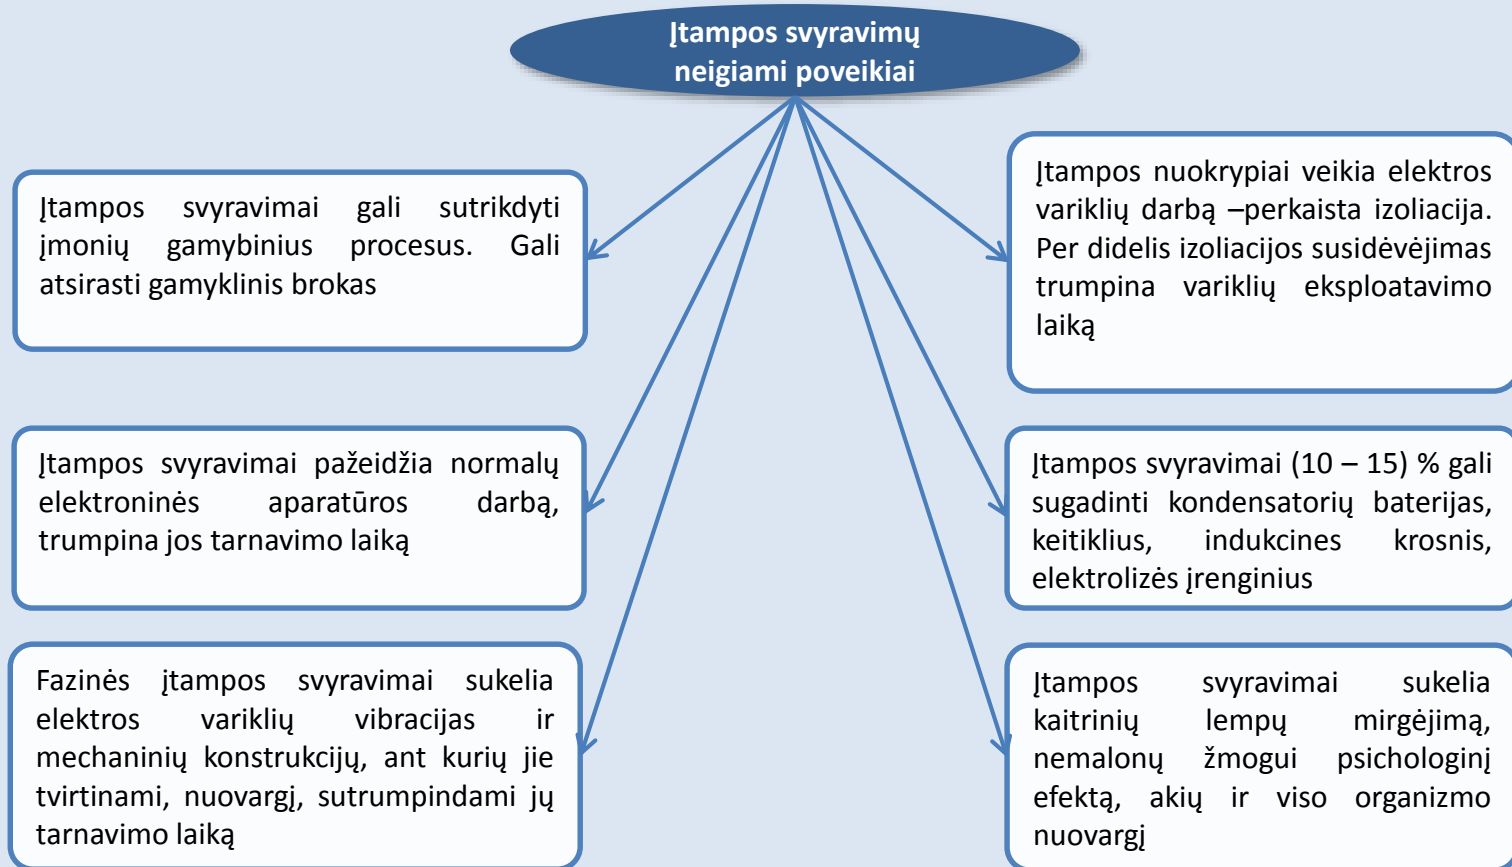 Įtampos svyravimų
neigiami poveikiai
Įtampos svyravimai gali sutrikdyti
įmonių gamybinius procesus. Gali
atsirasti gamyklinis brokas
Įtampos nuokrypiai veikia elektros
variklių darbą –perkaista izoliacija.
Per didelis izoliacijos susidėvėjimas
trumpina variklių eksploatavimo
laiką
Įtampos svyravimai pažeidžia normalų
elektroninės aparatūros darbą,
trumpina jos tarnavimo laiką
Įtampos svyravimai (10 – 15) % gali
sugadinti kondensatorių baterijas,
keitiklius, indukcines krosnis,
elektrolizės įrenginius
Fazinės įtampos svyravimai sukelia
elektros variklių vibracijas ir
mechaninių konstrukcijų, ant kurių jie
tvirtinami, nuovargį, sutrumpindami jų
tarnavimo laiką
Įtampos svyravimai sukelia
kaitrinių lempų mirgėjimą,
nemalonų žmogui psichologinį
efektą, akių ir viso organizmo
nuovargį